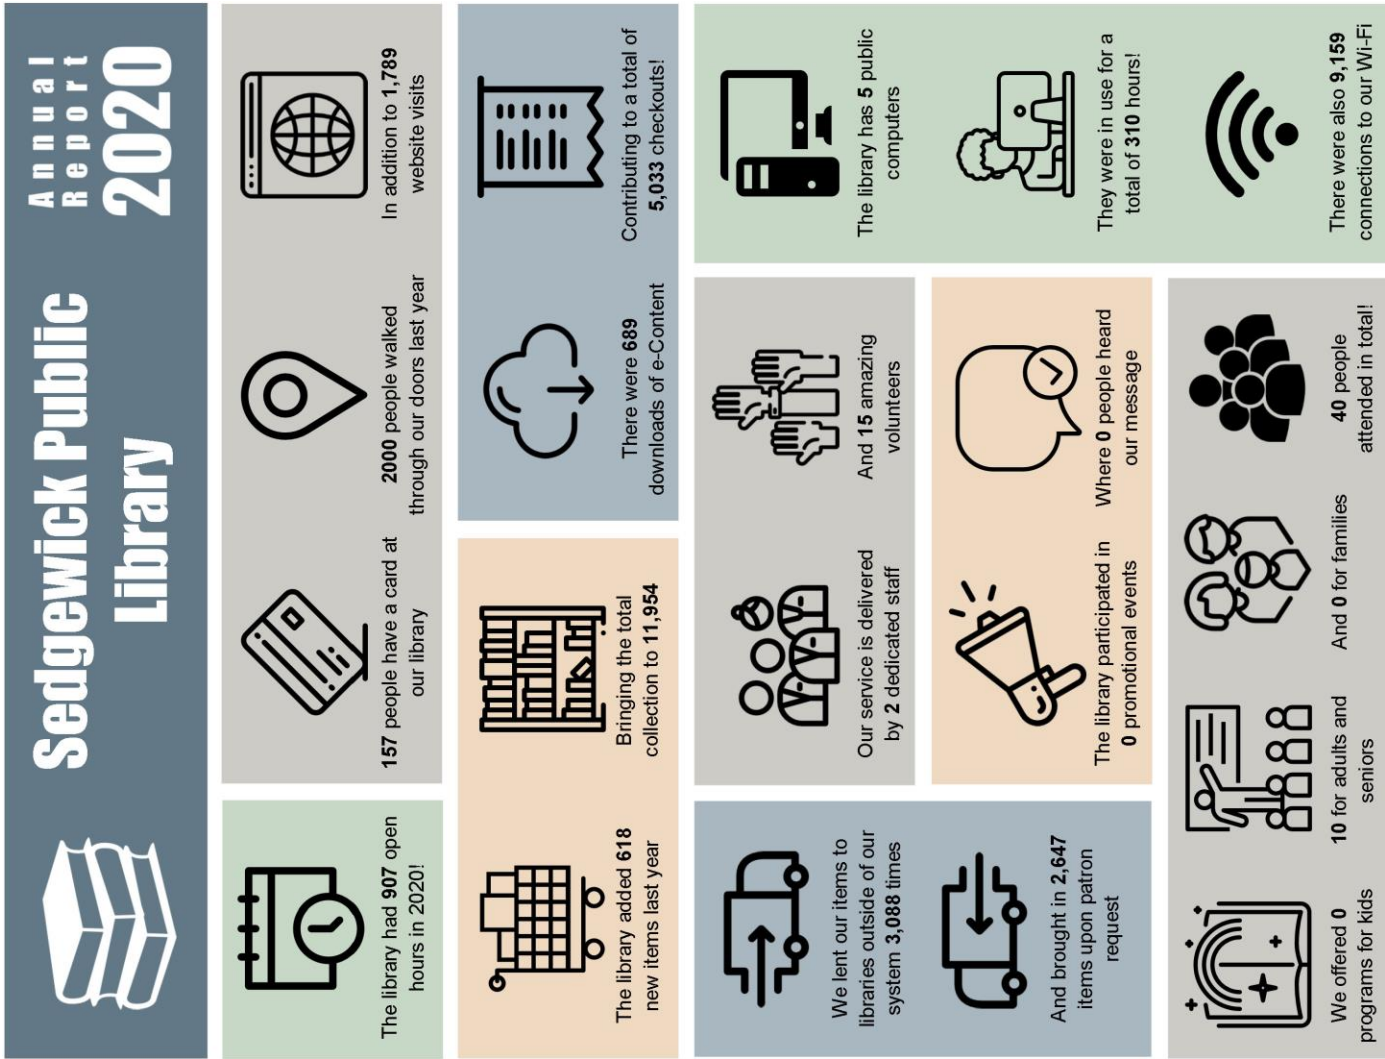 Sedgewick Public
Library
Annual
Report
2020
The library had 907 open
hours in 2020!
157 people have a card at
our library
2000 people walked
through our doors last year
In addition to 1,789
website visits
The library added 618
new items last year
Bringing the total
collection to 11,954
There were 689
downloads of e-Content
Contributing to a total of
5,033 checkouts!
We lent our items to
libraries outside of our
system 3,088 times
And brought in 2,647
items upon patron
request
Our service is delivered
by 2 dedicated staff
And 15 amazing
volunteers
The library participated in
0 promotional events
Where 0 people heard
our message
The library has 5 public
computers
They were in use for a
total of 310 hours!
There were also 9,159
connections to our Wi-Fi
We offered 0
programs for kids
10 for adults and
seniors
And 0 for families
40 people
attended in total!